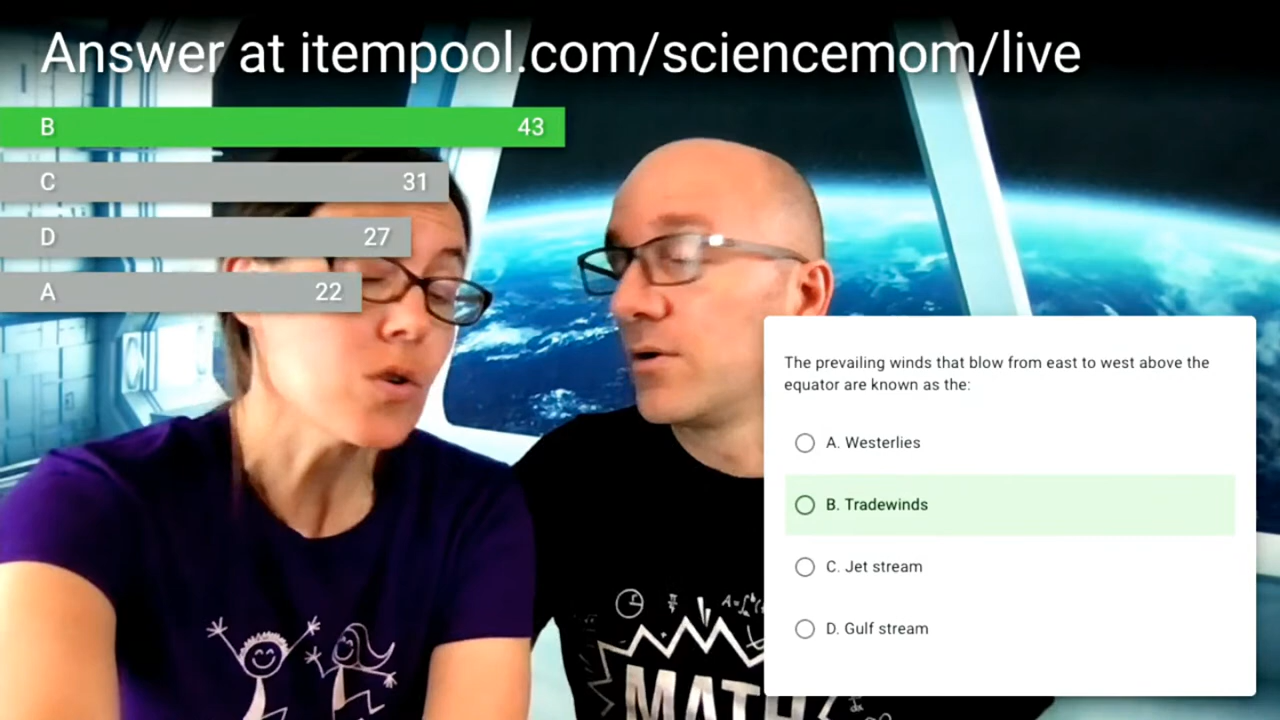 Answer at itempool.com/sciencemom/live
B 43
C 31
D 27
A 22
The prevailing winds that blow from east to west above the
equator are known as the:
A. Westerlies
B. Tradewinds
C. Jet stream
D. Gulf stream
MATH